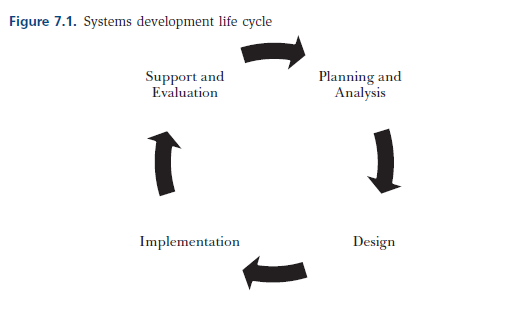 Figure 7.1. Systems development life cycle
Support and
Evaluation
Planning and
Analysis
Implementation
Design